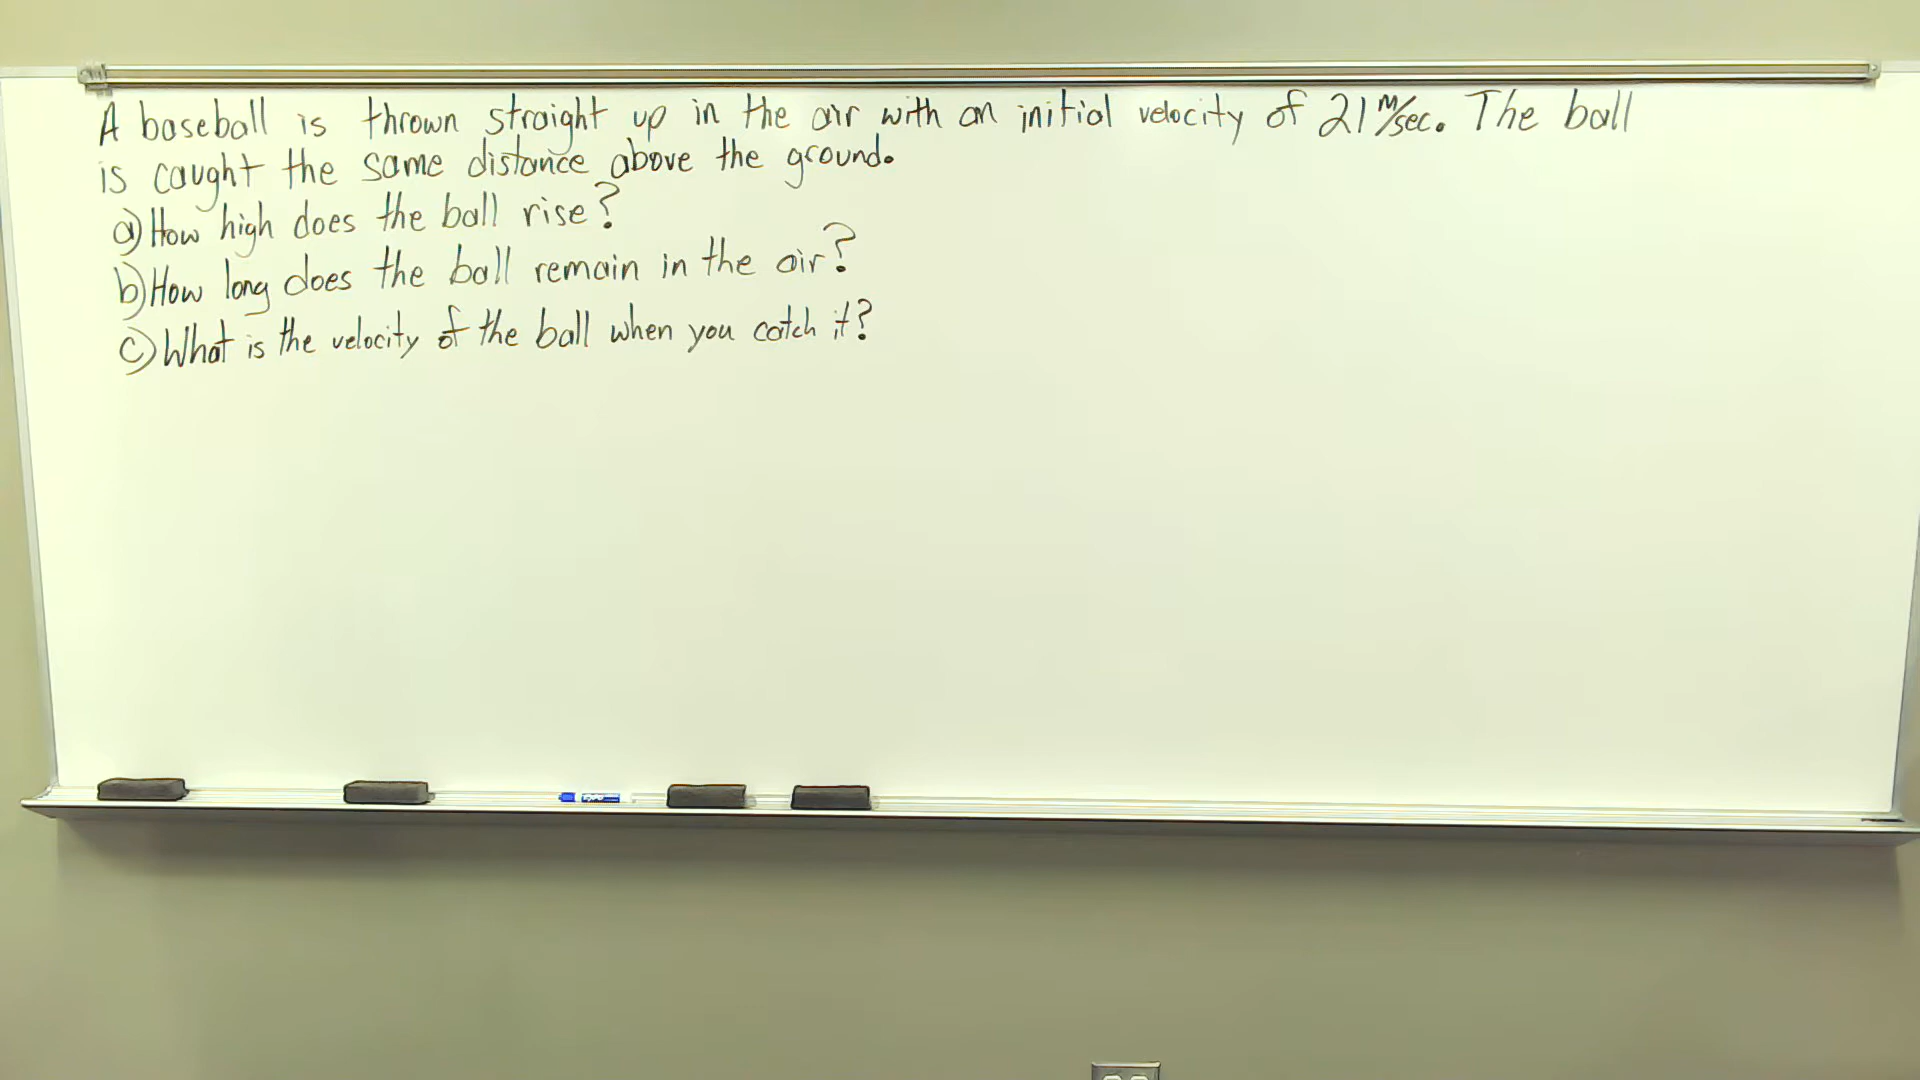 A baseball is thrown straight up in the air with an initial velocity of 21 m/sec. The ball
is caught the same distance above the ground.
a) How high does the ball rise?
b) How long does the ball remain in the air?
c) What is the velocity of the ball when you catch it?